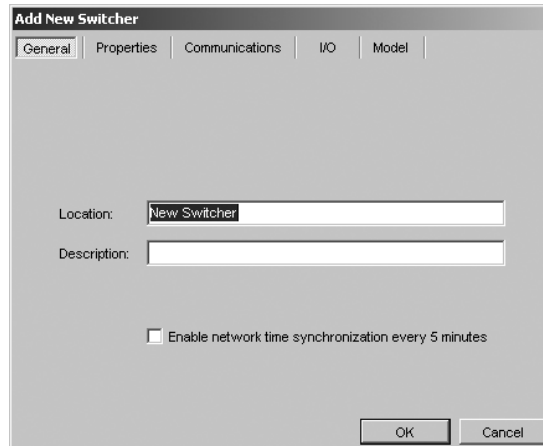 Add New Switcher
General Properties Communications I/O Model
Location: New Switcher
Description:
Enable network time synchronization every 5 minutes
OK Cancel